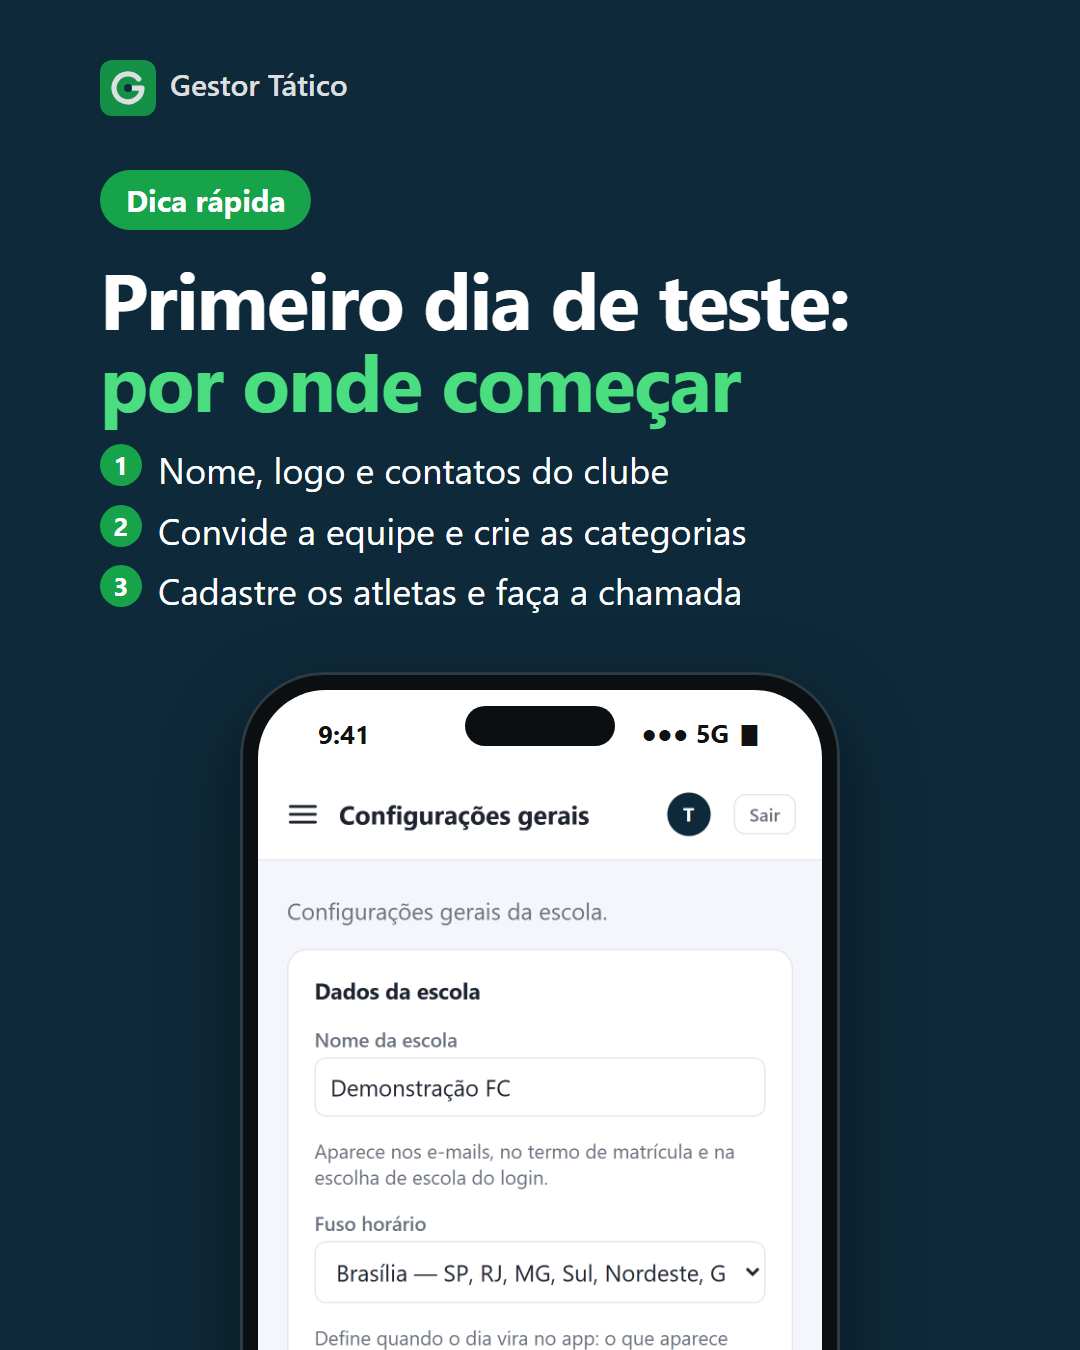 Gestor Tático
Dica rápida
Primeiro dia de teste:
por onde começar
1 Nome, logo e contatos do clube
2 Convide a equipe e crie as categorias
3 Cadastre os atletas e faça a chamada
9:41 5G
Configurações gerais T Sair
Configurações gerais da escola.
Dados da escola
Nome da escola
Demonstração FC
Aparece nos e-mails, no termo de matrícula e na
escolha de escola do login.
Fuso horário
Brasília — SP, RJ, MG, Sul, Nordeste, G
Define quando o dia vira no app: o que aparece